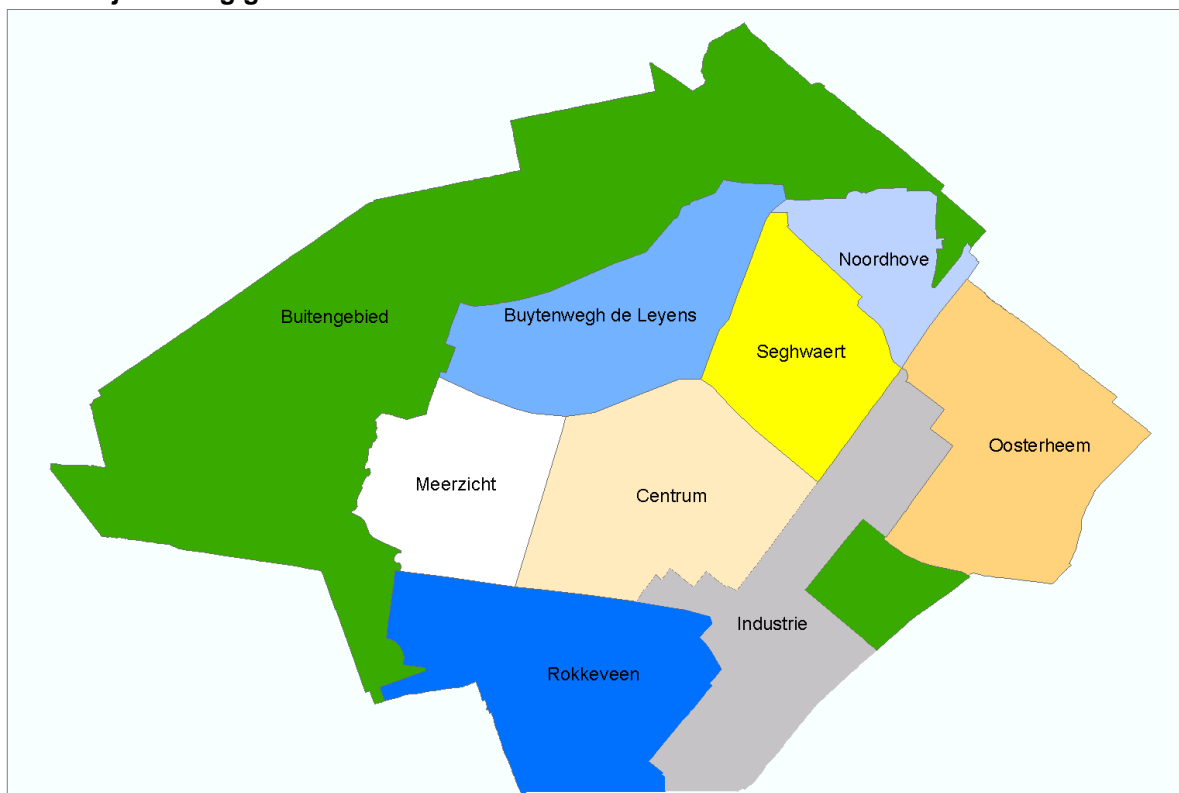 Noordhove
Buitengebied
Buytenwegh de Leyens
Seghwaert
Oosterheem
Meerzicht
Centrum
Industrie
Rokkeveen